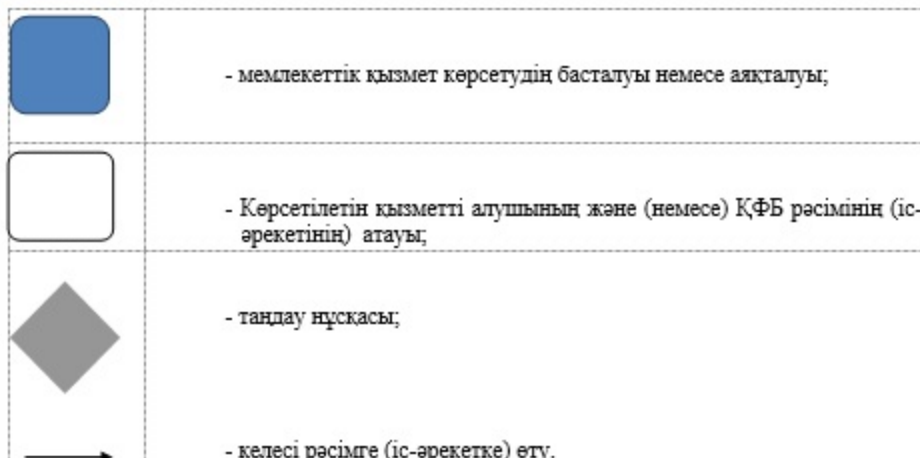 - мемлекеттік қызмет көрсетудің басталуы немесе аяқталуы;
- Көрсетілетін қызметті алушының және (немесе) ҚФБ рәсімінің (іс-
әрекетінің) атауы;
- таңдау нұсқасы;
- келесі рәсімге (іс-әрекетке) өту.